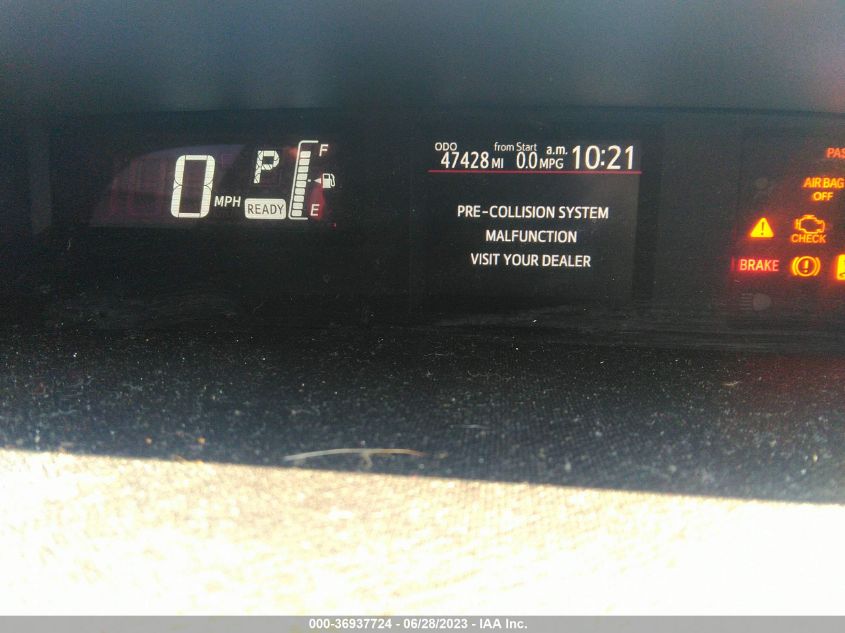 0 MPH P F
READY E
ODO from Start a.m. 10:21
47428 MI 0.0 MPG
PRE-COLLISION SYSTEM
MALFUNCTION
VISIT YOUR DEALER
PAS
AIR BAG
OFF
CHECK
BRAKE
000-36937724 - 06/28/2023 - IAA Inc.